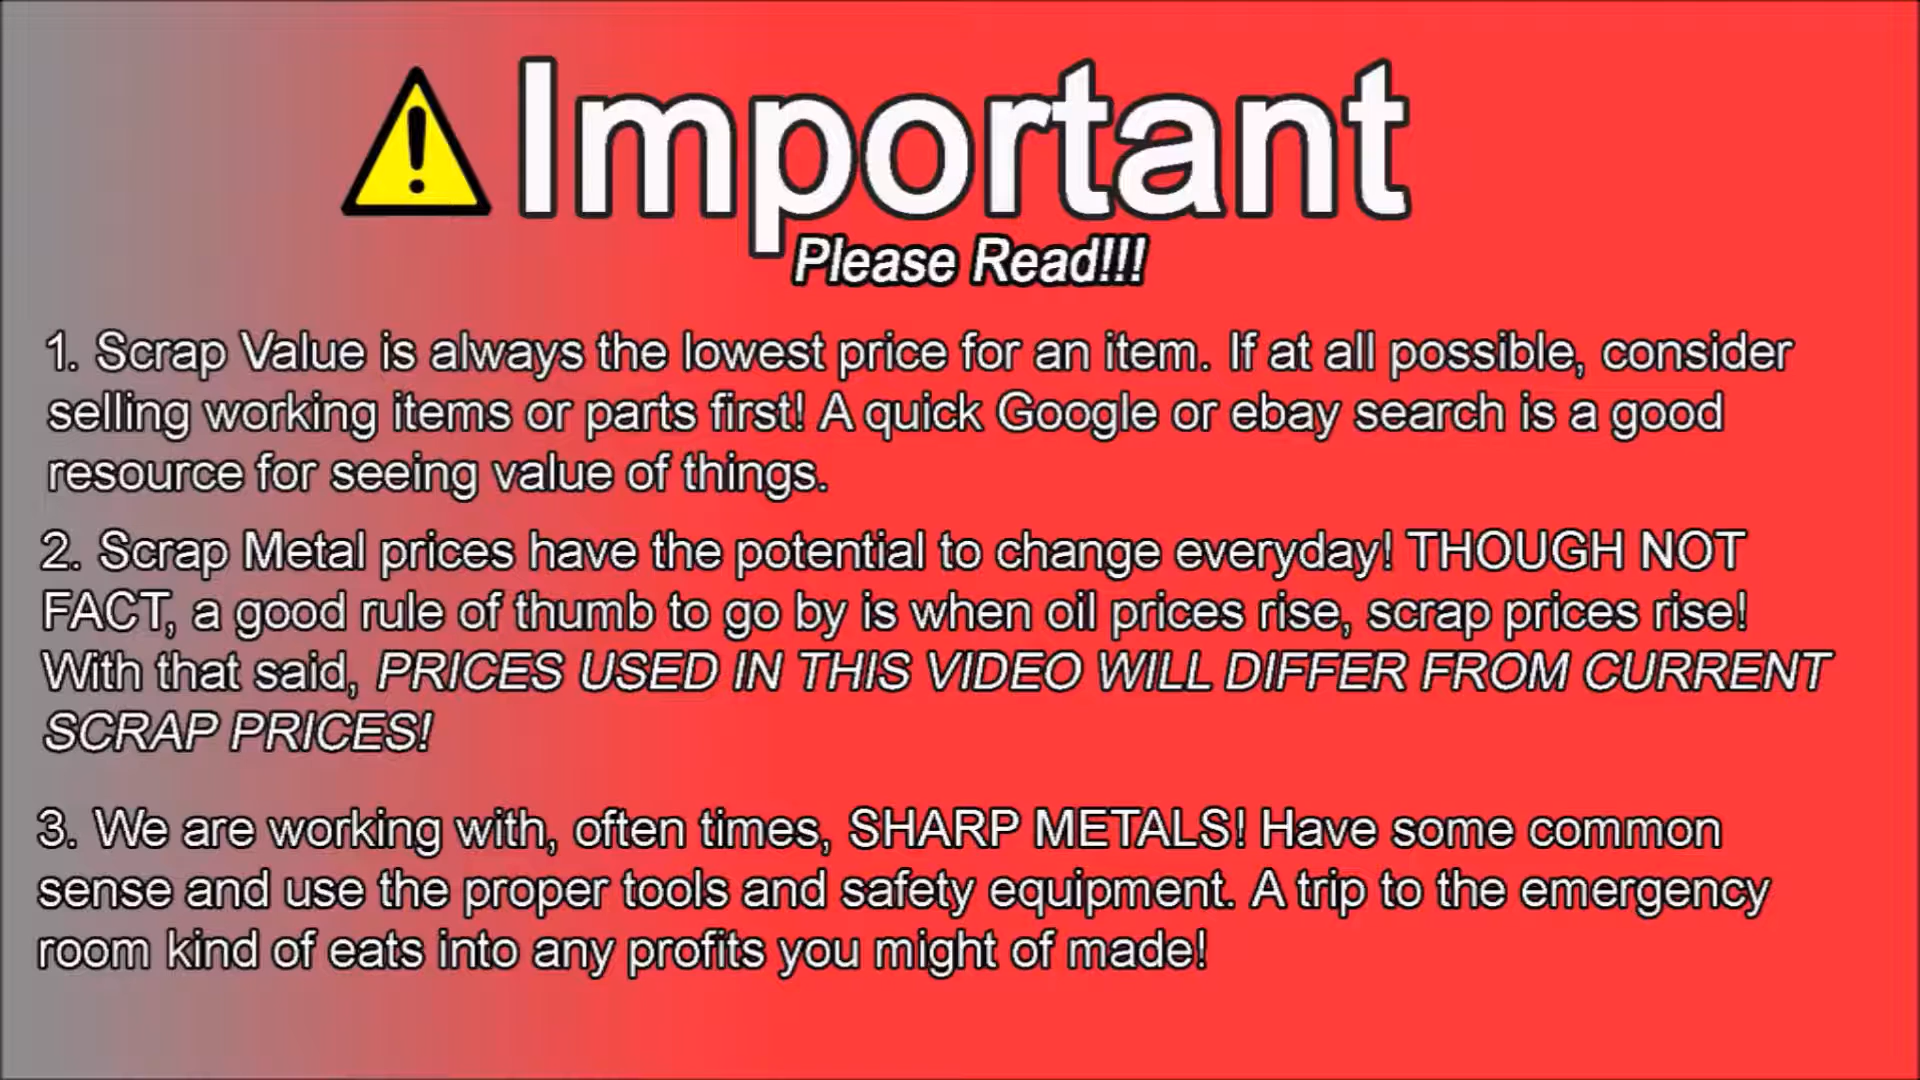 Important
Please Read!!!
1. Scrap Value is always the lowest price for an item. If at all possible, consider
selling working items or parts first! A quick Google or ebay search is a good
resource for seeing value of things.
2. Scrap Metal prices have the potential to change everyday! THOUGH NOT
FACT, a good rule of thumb to go by is when oil prices rise, scrap prices rise!
With that said, PRICES USED IN THIS VIDEO WILL DIFFER FROM CURRENT
SCRAP PRICES!
3. We are working with, often times, SHARP METALS! Have some common
sense and use the proper tools and safety equipment. A trip to the emergency
room kind of eats into any profits you might of made!